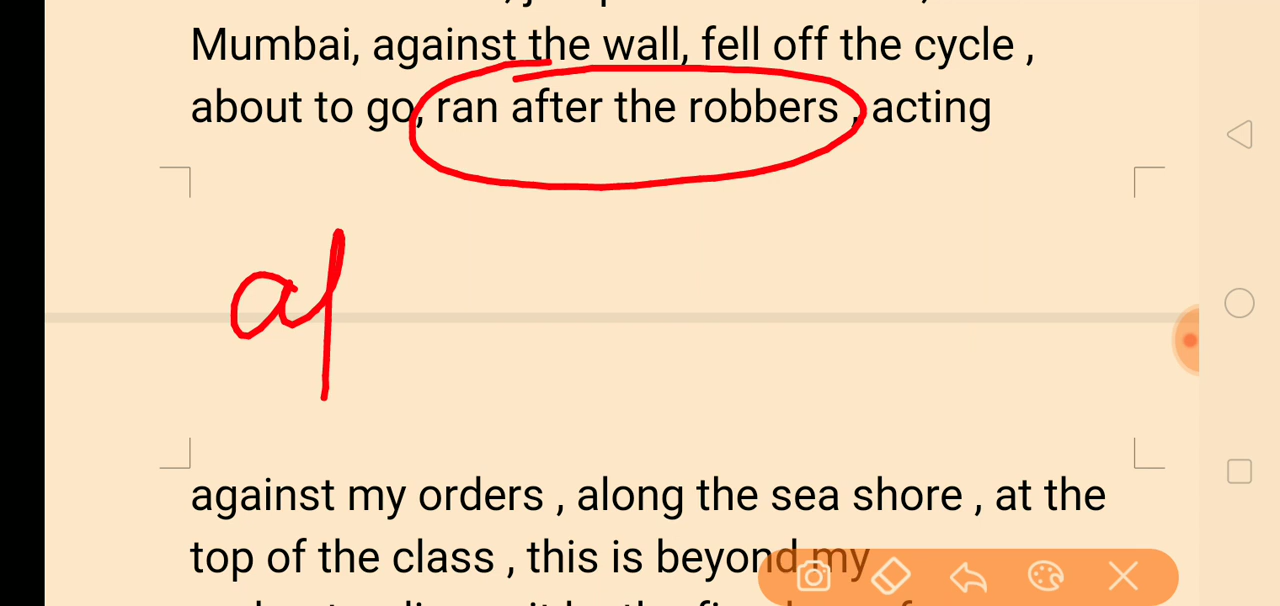 Mumbai, against the wall, fell off the cycle ,
about to go, ran after the robbers , acting
af
against my orders , along the sea shore , at the
top of the class , this is beyond my